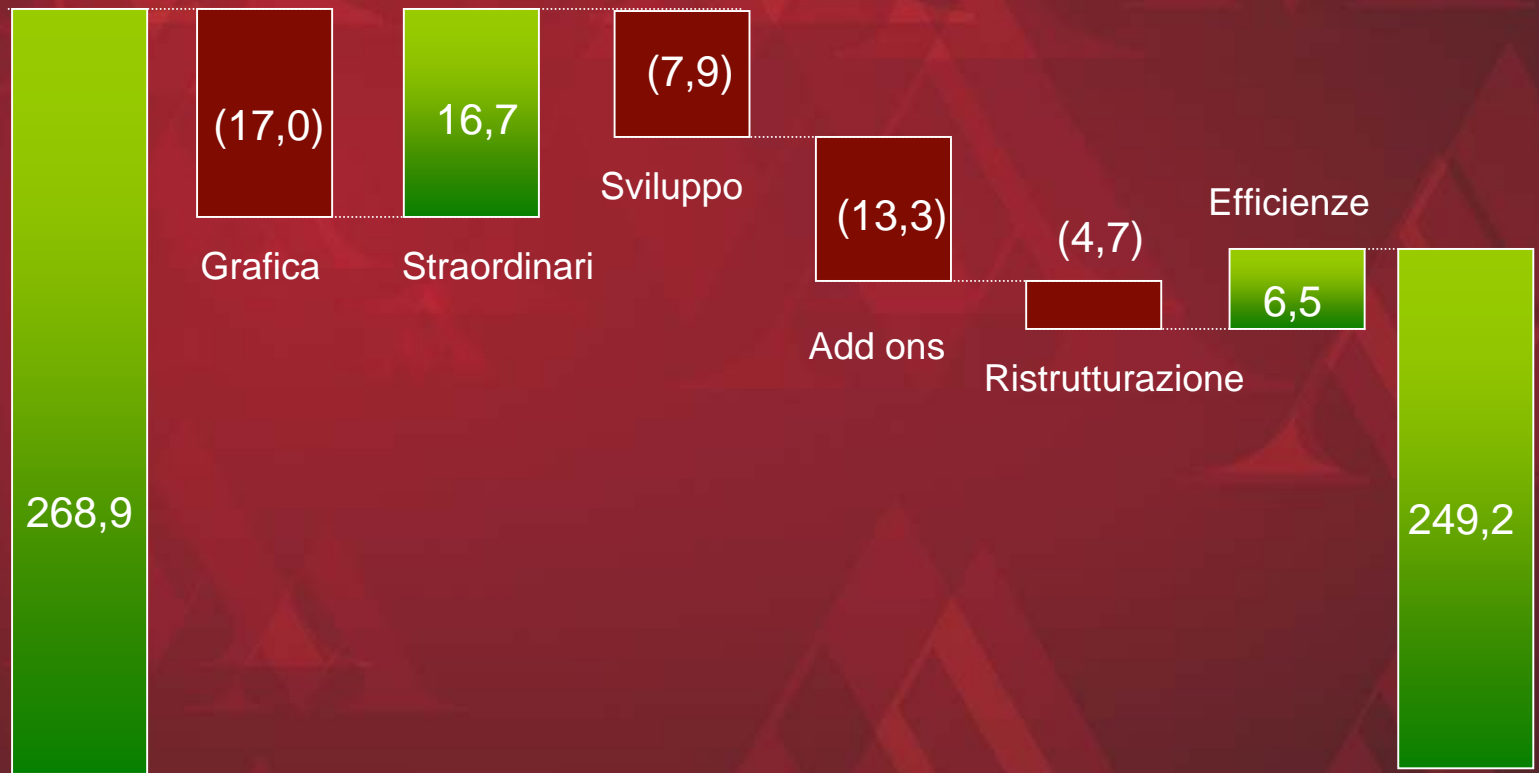 268,9
(17,0)
Grafica
16,7
Straordinari
(7,9)
Sviluppo
(13,3)
Add ons
(4,7)
Ristrutturazione
Efficienze
6,5
249,2